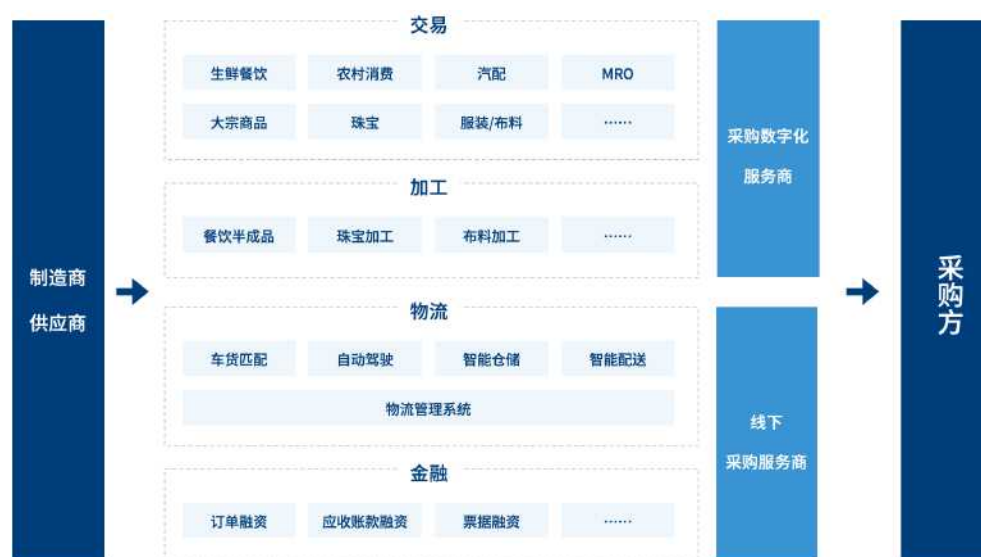 制造商
供应商
交易
生鲜餐饮
农村消费
汽配
MRO
大宗商品
珠宝
服装/布料
……
加工
餐饮半成品
珠宝加工
布料加工
……
物流
车货匹配
自动驾驶
智能仓储
智能配送
物流管理系统
金融
订单融资
应收账款融资
票据融资
……
采购数字化
服务商
线下
采购服务商
采购方